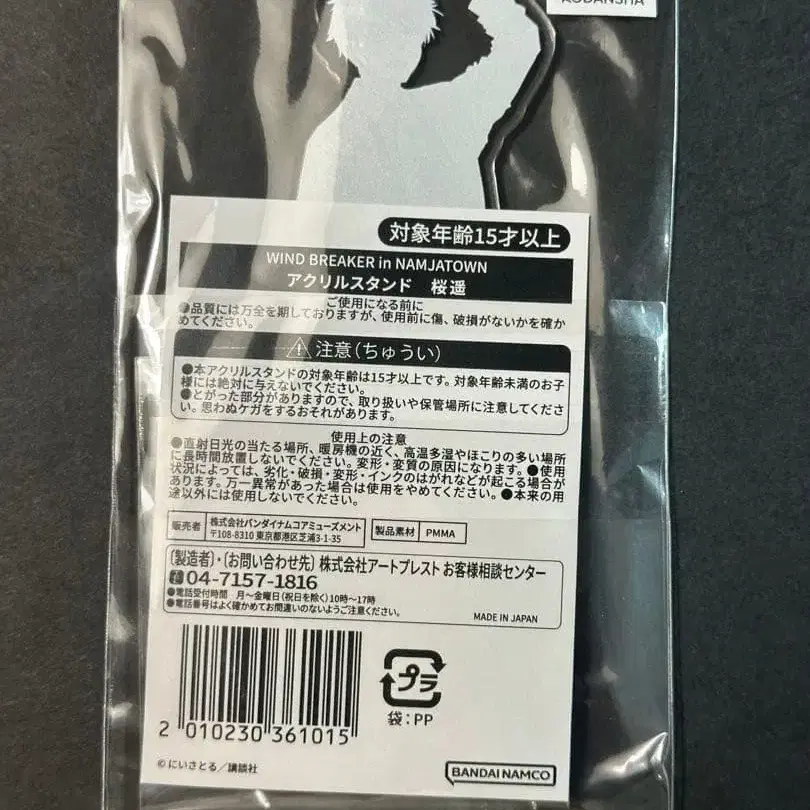 KODANSHA
対象年齢15才以上
WIND BREAKER in NAMJATOWN
アクリルスタンド 桜遥
ご使用になる前に
●品質には万全を期しておりますが、使用前に傷、破損がないかを確か
めてください。
注意(ちゅうい)
●本アクリルスタンドの対象年齢は15才以上です。対象年齢未満のお子
様には絶対に与えないでください。
●とがった部分がありますので、取り扱いや保管場所に注意してくださ
い。思わぬケガをするおそれがあります。
使用上の注意
●直射日光の当たる場所、暖房機の近く、高温多湿やほこりの多い場所
に長時間放置しないでください。変形・変質の原因になります。●使用
状況によっては、劣化・破損・変形・インクのはがれなどが起こる場合が
あります。万一異常があった場合は使用をやめてください。●本来の用
途以外には使用しないでください。
販売者 株式会社バンダイナムコアミューズメント
〒108-8310 東京都港区芝浦3-1-35
製品素材 PMMA
〔製造者〕・〔お問い合わせ先〕株式会社アートプレスト お客様相談センター
04-7157-1816
●電話受付時間 月〜金曜日(祝日を除く)10時〜17時
●電話番号はよく確かめてお間違いのないようご注意ください。
MADE IN JAPAN
プラ
袋:PP
2 010230 361015
©にいさとる/講談社
BANDAI NAMCO